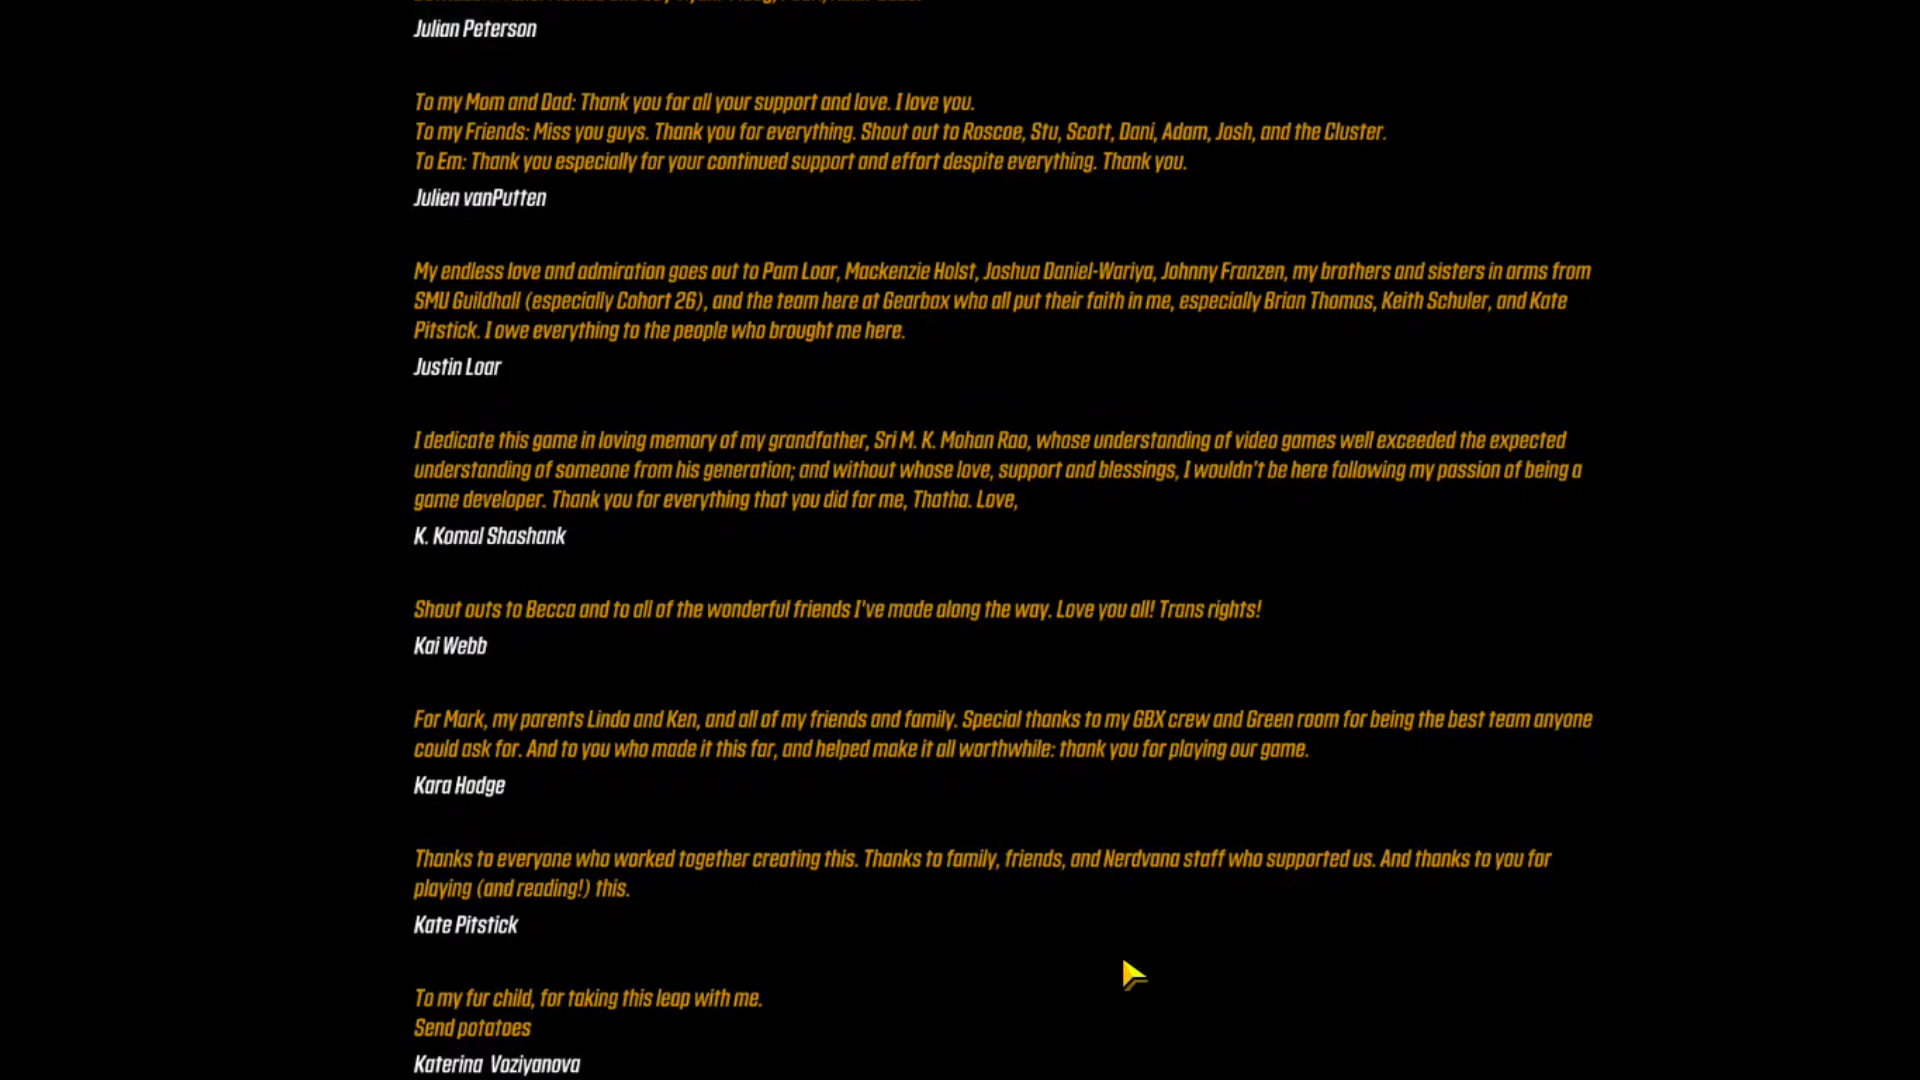 Julian Peterson
To my Mom and Dad: Thank you for all your support and love. I love you.
To my Friends: Miss you guys. Thank you for everything. Shout out to Roscoe, Stu, Scott, Dani, Adam, Josh, and the Cluster.
To Em: Thank you especially for your continued support and effort despite everything. Thank you.
Julien vanPutten
My endless love and admiration goes out to Pam Loar, Mackenzie Holst, Joshua Daniel-Wariya, Johnny Franzen, my brothers and sisters in arms from
SMU Guildhall (especially Cohort 26), and the team here at Gearbox who all put their faith in me, especially Brian Thomas, Keith Schuler, and Kate
Pitstick. I owe everything to the people who brought me here.
Justin Loar
I dedicate this game in loving memory of my grandfather, Sri M. K. Mohan Rao, whose understanding of video games well exceeded the expected
understanding of someone from his generation; and without whose love, support and blessings, I wouldn't be here following my passion of being a
game developer. Thank you for everything that you did for me, Thatha. Love,
K. Komal Shashank
Shout outs to Becca and to all of the wonderful friends I've made along the way. Love you all! Trans rights!
Kai Webb
For Mark, my parents Linda and Ken, and all of my friends and family. Special thanks to my GBX crew and Green room for being the best team anyone
could ask for. And to you who made it this far, and helped make it all worthwhile: thank you for playing our game.
Kara Hodge
Thanks to everyone who worked together creating this. Thanks to family, friends, and Nerdvana staff who supported us. And thanks to you for
playing (and reading!) this.
Kate Pitstick
To my fur child, for taking this leap with me.
Send potatoes
Katerina Voziyanova